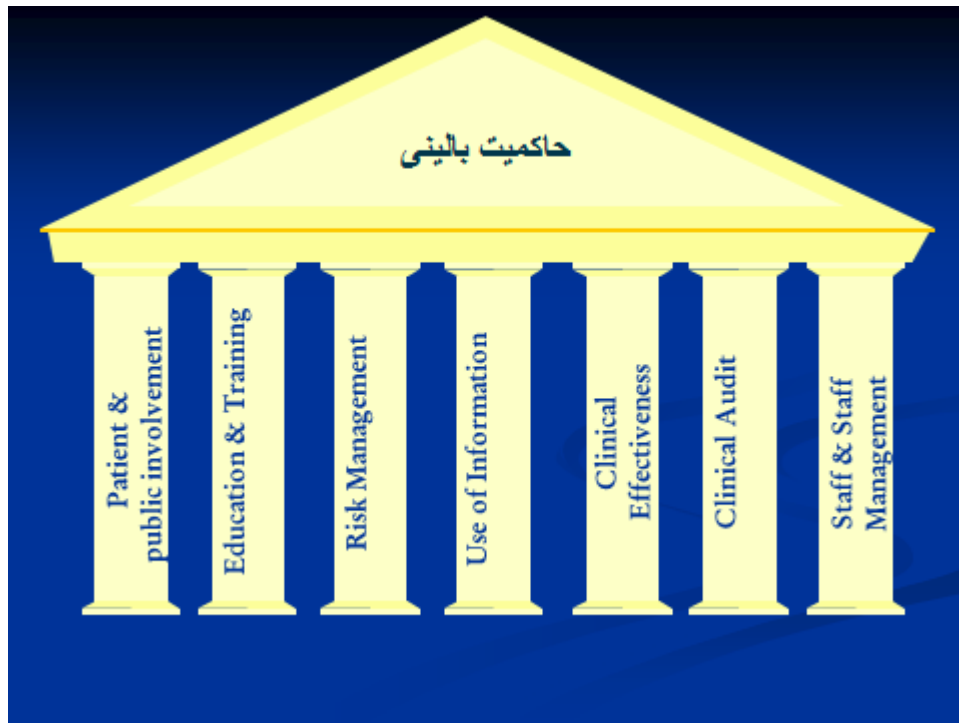 حاکمیت بالینی
Patient &
public involvement
Education & Training
Risk Management
Use of Information
Clinical
Effectiveness
Clinical Audit
Staff & Staff
Management